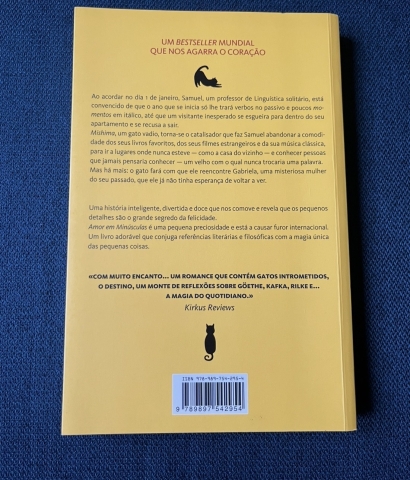 UM BESTSELLER MUNDIAL
QUE NOS AGARRA O CORAÇÃO
Ao acordar no dia 1 de janeiro, Samuel, um professor de Linguística solitário, está
convencido de que o ano que se inicia só lhe trará verbos no passivo e poucos mo-
mentos em itálico, até que um visitante inesperado se esgueira para dentro do seu
apartamento e se recusa a sair.
Mishima, um gato vadio, torna-se o catalisador que faz Samuel abandonar a comodi-
dade dos seus livros favoritos, dos seus filmes estrangeiros e da sua música clássica,
para ir a lugares onde nunca esteve — como a casa do vizinho — e conhecer pessoas
que jamais pensaria conhecer — um velho com o qual nunca trocaria uma palavra.
Mas há mais: o gato fará com que ele reencontre Gabriela, uma misteriosa mulher
do seu passado, que ele já não tinha esperança de voltar a ver.
Uma história inteligente, divertida e doce que nos comove e revela que os pequenos
detalhes são o grande segredo da felicidade.
Amor em Minúsculas é uma pequena preciosidade e está a causar furor internacional.
Um livro adorável que conjuga referências literárias e filosóficas com a magia única
das pequenas coisas.
«COM MUITO ENCANTO... UM ROMANCE QUE CONTÉM GATOS INTROMETIDOS,
O DESTINO, UM MONTE DE REFLEXÕES SOBRE GÖETHE, KAFKA, RILKE E...
A MAGIA DO QUOTIDIANO.»
Kirkus Reviews
ISBN 978-989-754-295-4
9 789897 542954